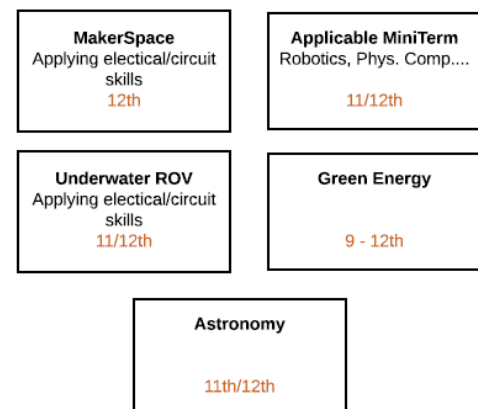 MakerSpace
Applying electical/circuit
skills
12th
Applicable MiniTerm
Robotics, Phys. Comp....
11/12th
Underwater ROV
Applying electical/circuit
skills
11/12th
Green Energy
9 - 12th
Astronomy
11th/12th